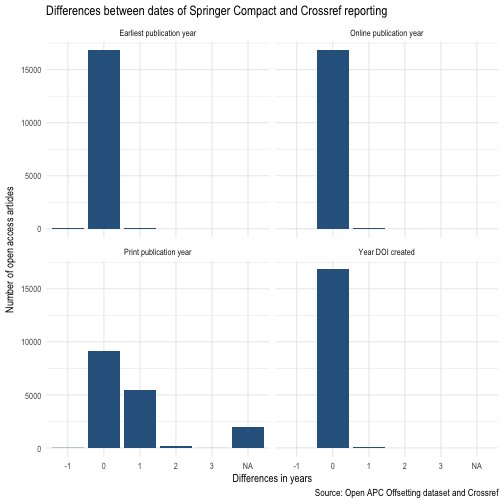 Differences between dates of Springer Compact and Crossref reporting
Earliest publication year
Online publication year
15000
10000
5000
0
Print publication year
Year DOI created
15000
10000
5000
0
Number of open access articles
-1 0 1 2 3 NA
-1 0 1 2 3 NA
Differences in years
Source: Open APC Offsetting dataset and Crossref